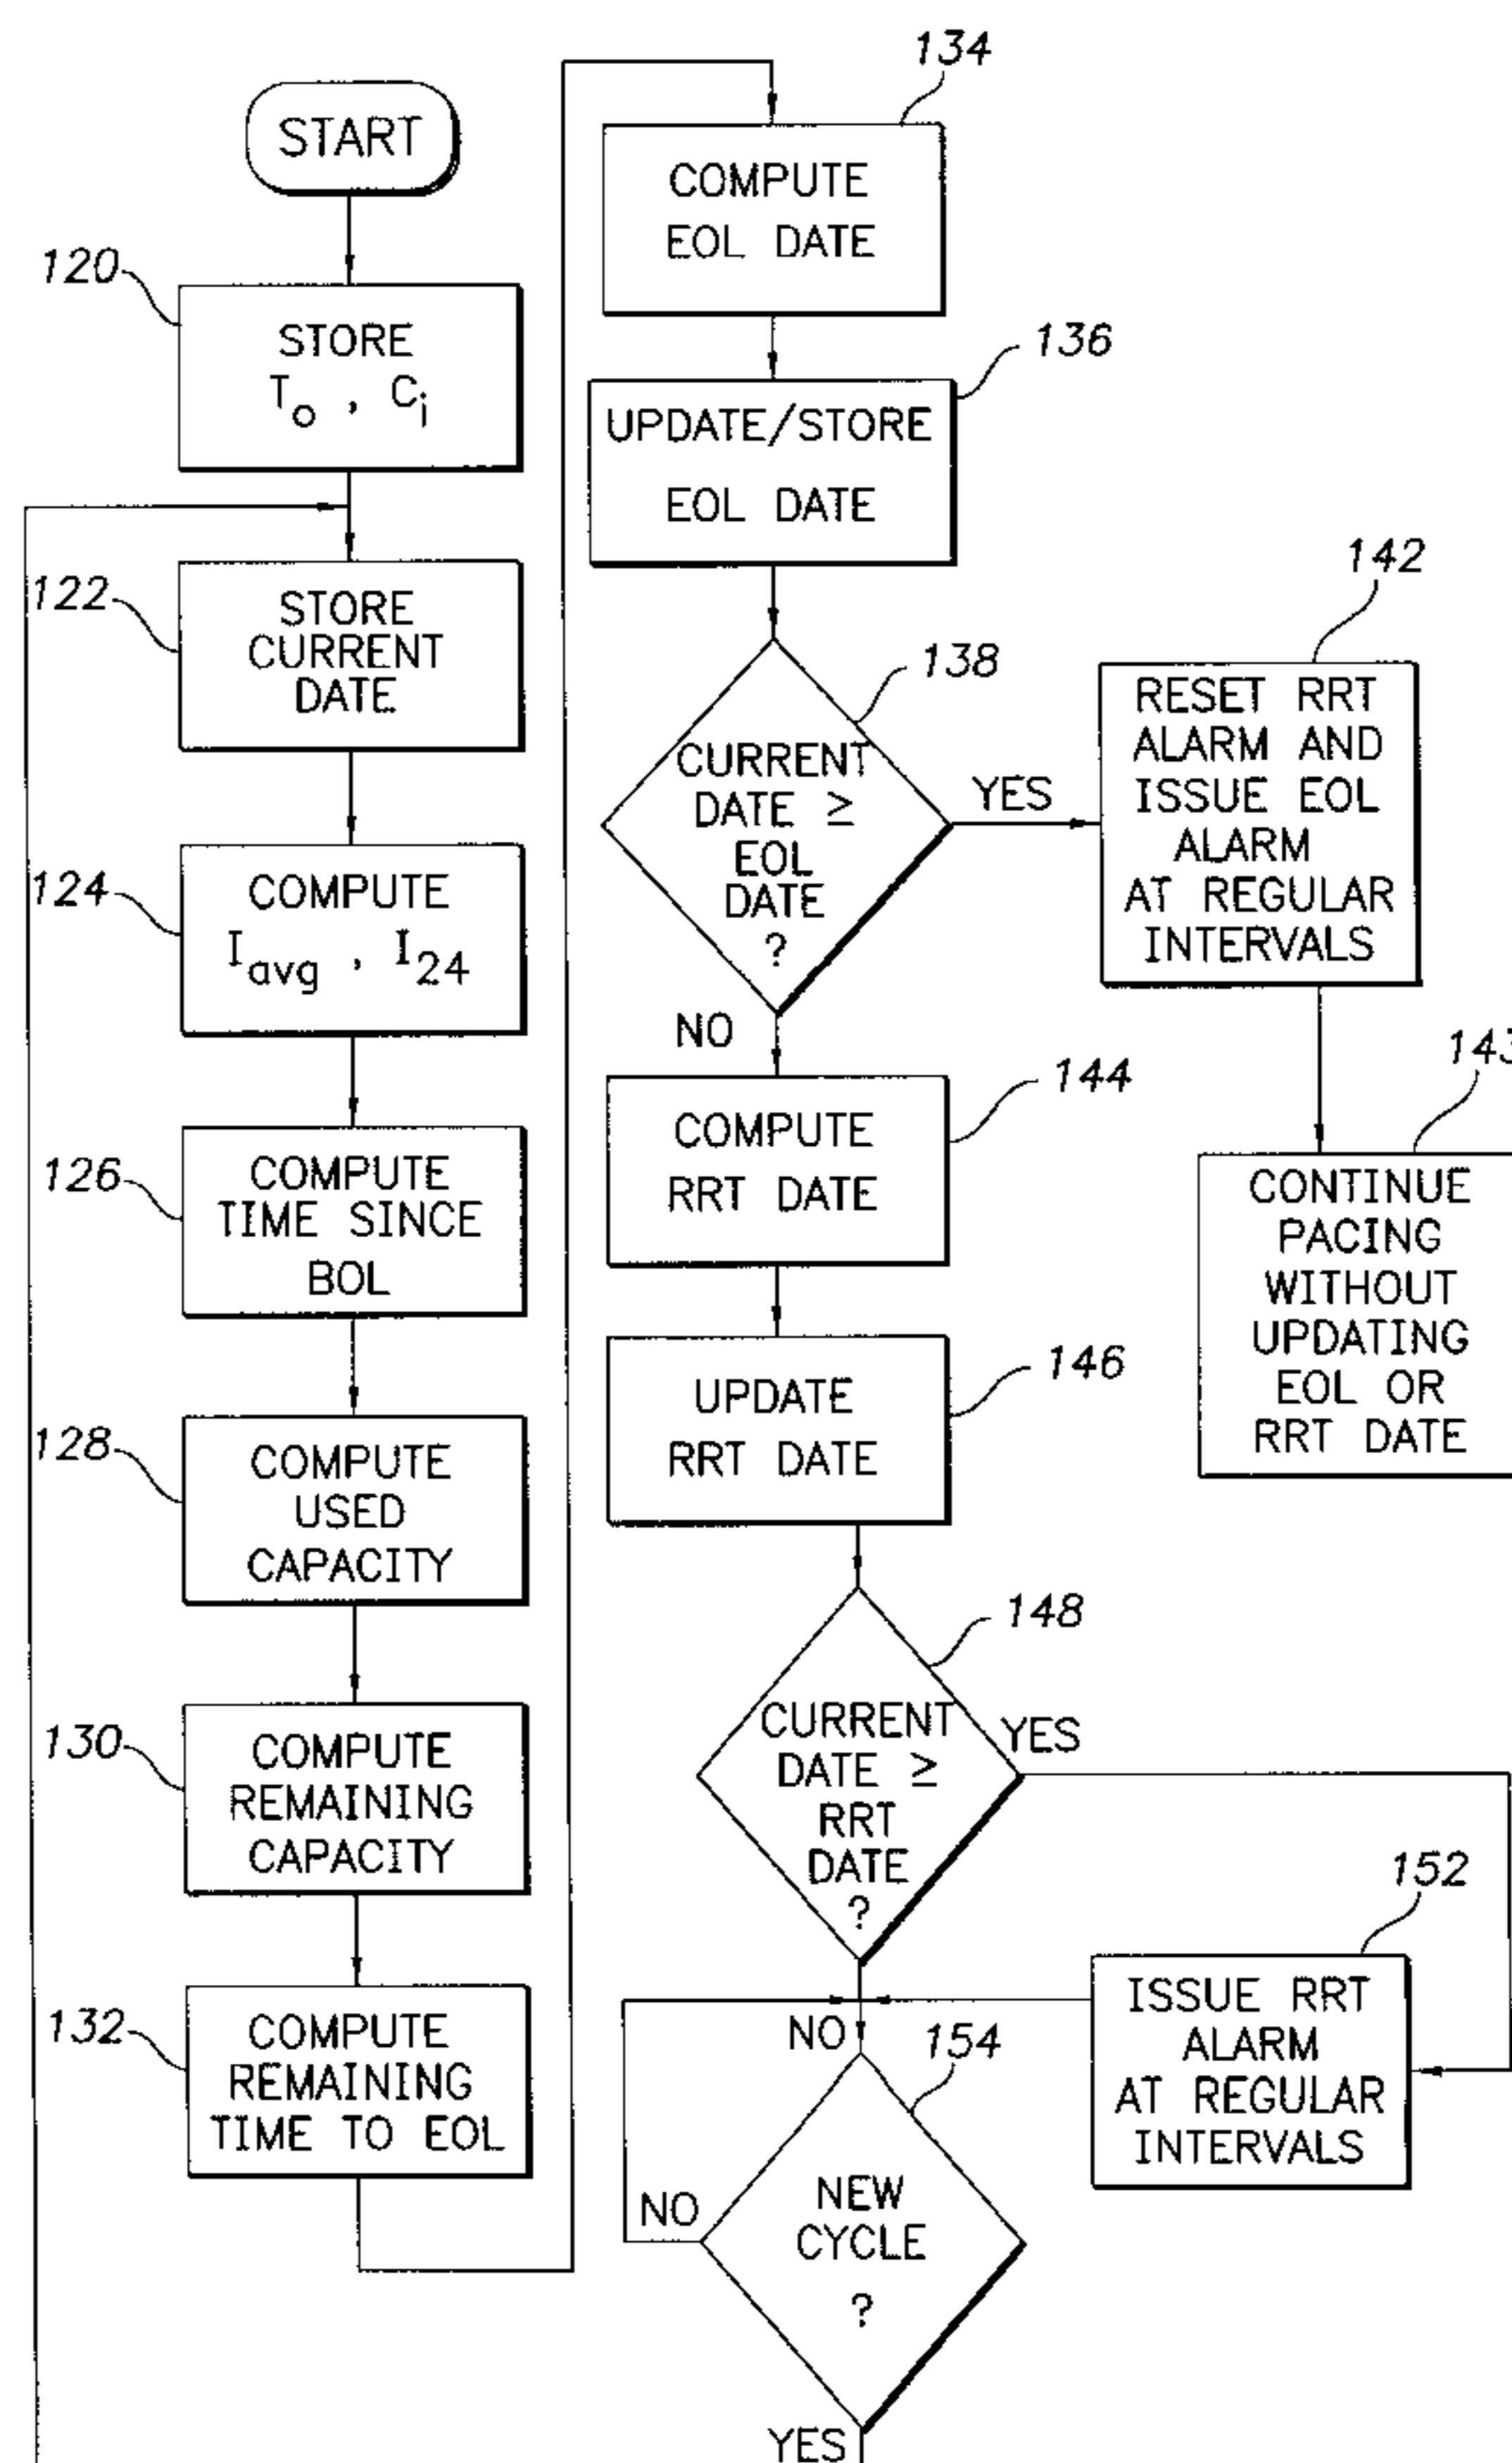 START
120
STORE
To , Ci
122
STORE
CURRENT
DATE
124
COMPUTE
Iavg , I24
126
COMPUTE
TIME SINCE
BOL
128
COMPUTE
USED
CAPACITY
130
COMPUTE
REMAINING
CAPACITY
132
COMPUTE
REMAINING
TIME TO EOL
134
COMPUTE
EOL DATE
136
UPDATE/STORE
EOL DATE
138
CURRENT
DATE ≥
EOL
DATE
?
YES
NO
142
RESET RRT
ALARM AND
ISSUE EOL
ALARM
AT REGULAR
INTERVALS
143
CONTINUE
PACING
WITHOUT
UPDATING
EOL OR
RRT DATE
144
COMPUTE
RRT DATE
146
UPDATE
RRT DATE
148
CURRENT
DATE ≥
RRT
DATE
?
YES
NO
152
ISSUE RRT
ALARM
AT REGULAR
INTERVALS
154
NEW
CYCLE
?
NO
YES